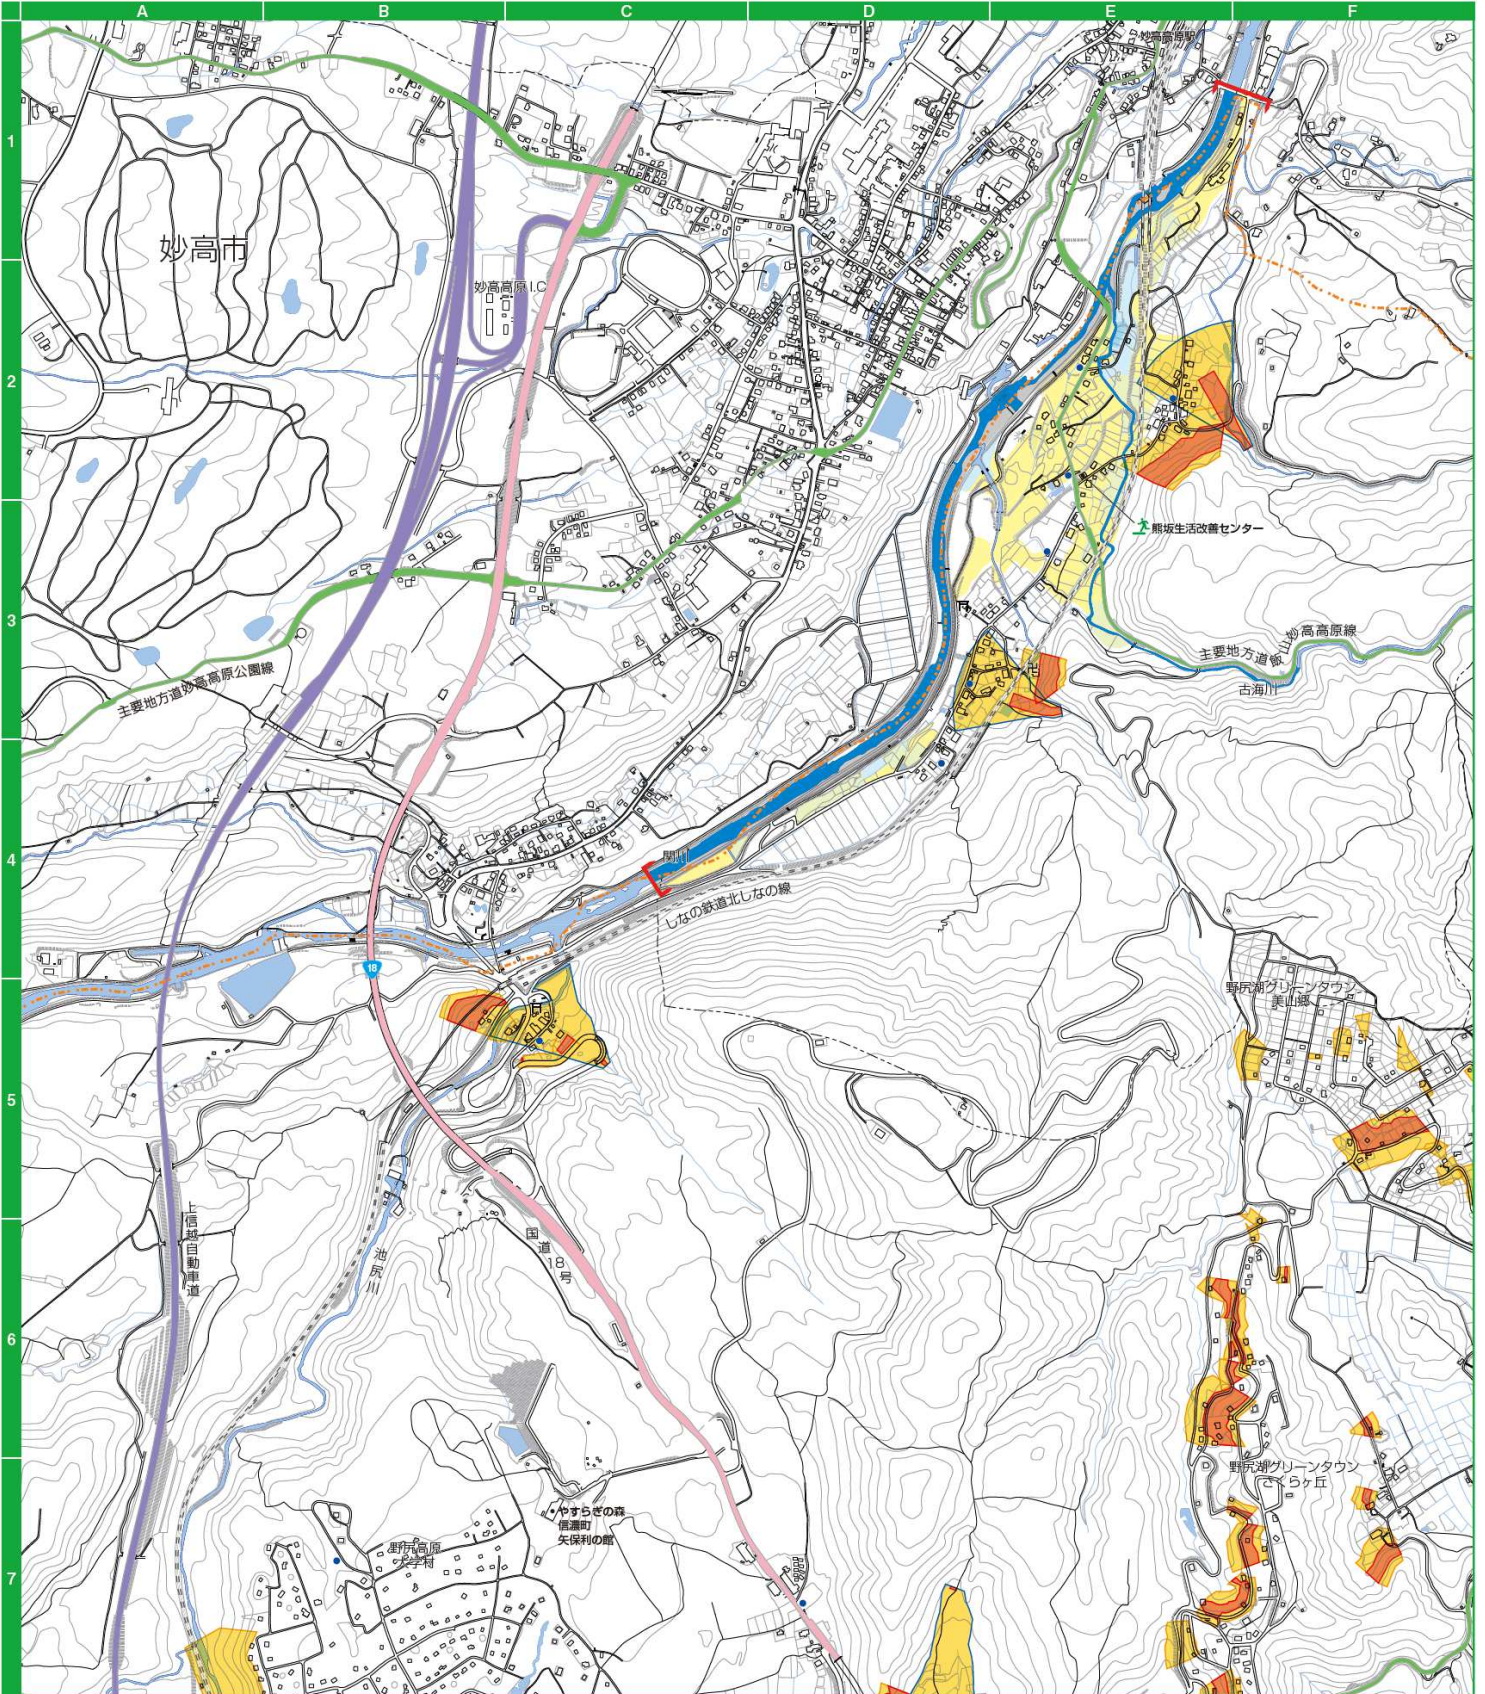 A B C D E F
1
妙高高原駅
妙高市
妙高高原I.C
2
熊坂生活改善センター
3
主要地方道飯山妙高高原線
古海川
主要地方道妙高高原公園線
4
関川
しなの鉄道北しなの線
18
野尻湖グリーンタウン
美山郷
5
上信越自動車道
池尻川
国道18号
6
野尻湖グリーンタウン
さくらケ丘
やすらぎの森
信濃町
矢保利の館
野尻高原
大学村
7